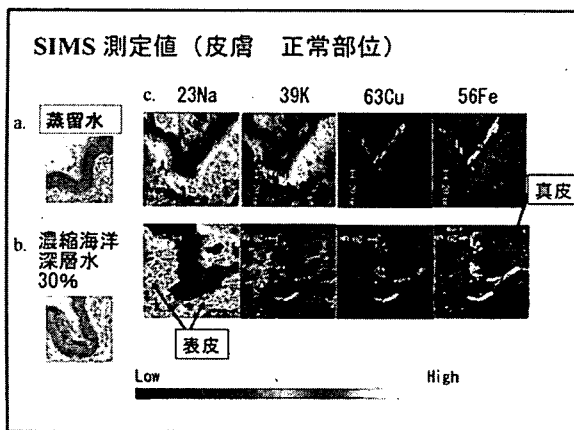 SIMS 測定値（皮膚　正常部位）
c.
23Na 39K 63Cu 56Fe
a. 蒸留水
真皮
b. 濃縮海洋
深層水
30%
表皮
Low High